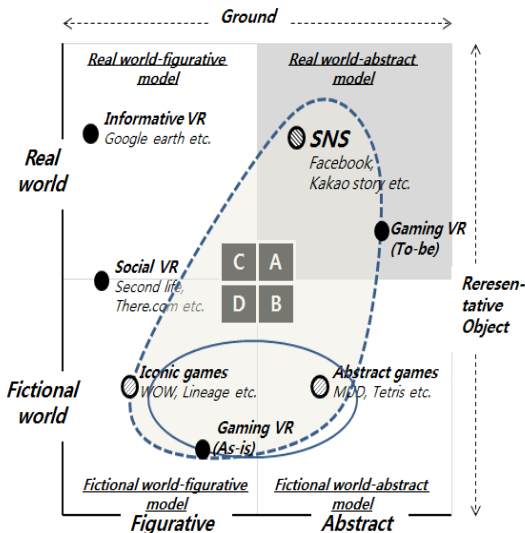 Ground
Real world-figurative
model
Real world-abstract
model
Informative VR
Google earth etc.
SNS
Facebook,
Kakao story etc.
Real
world
Gaming VR
(To-be)
C A
D B
Social VR
Second life,
There.com etc.
Reresen-
tative
Object
Iconic games
WOW, Lineage etc.
Abstract games
MUD, Tetris etc.
Fictional
world
Gaming VR
(As-is)
Fictional world-figurative
model
Fictional world-abstract
model
Figurative
Abstract